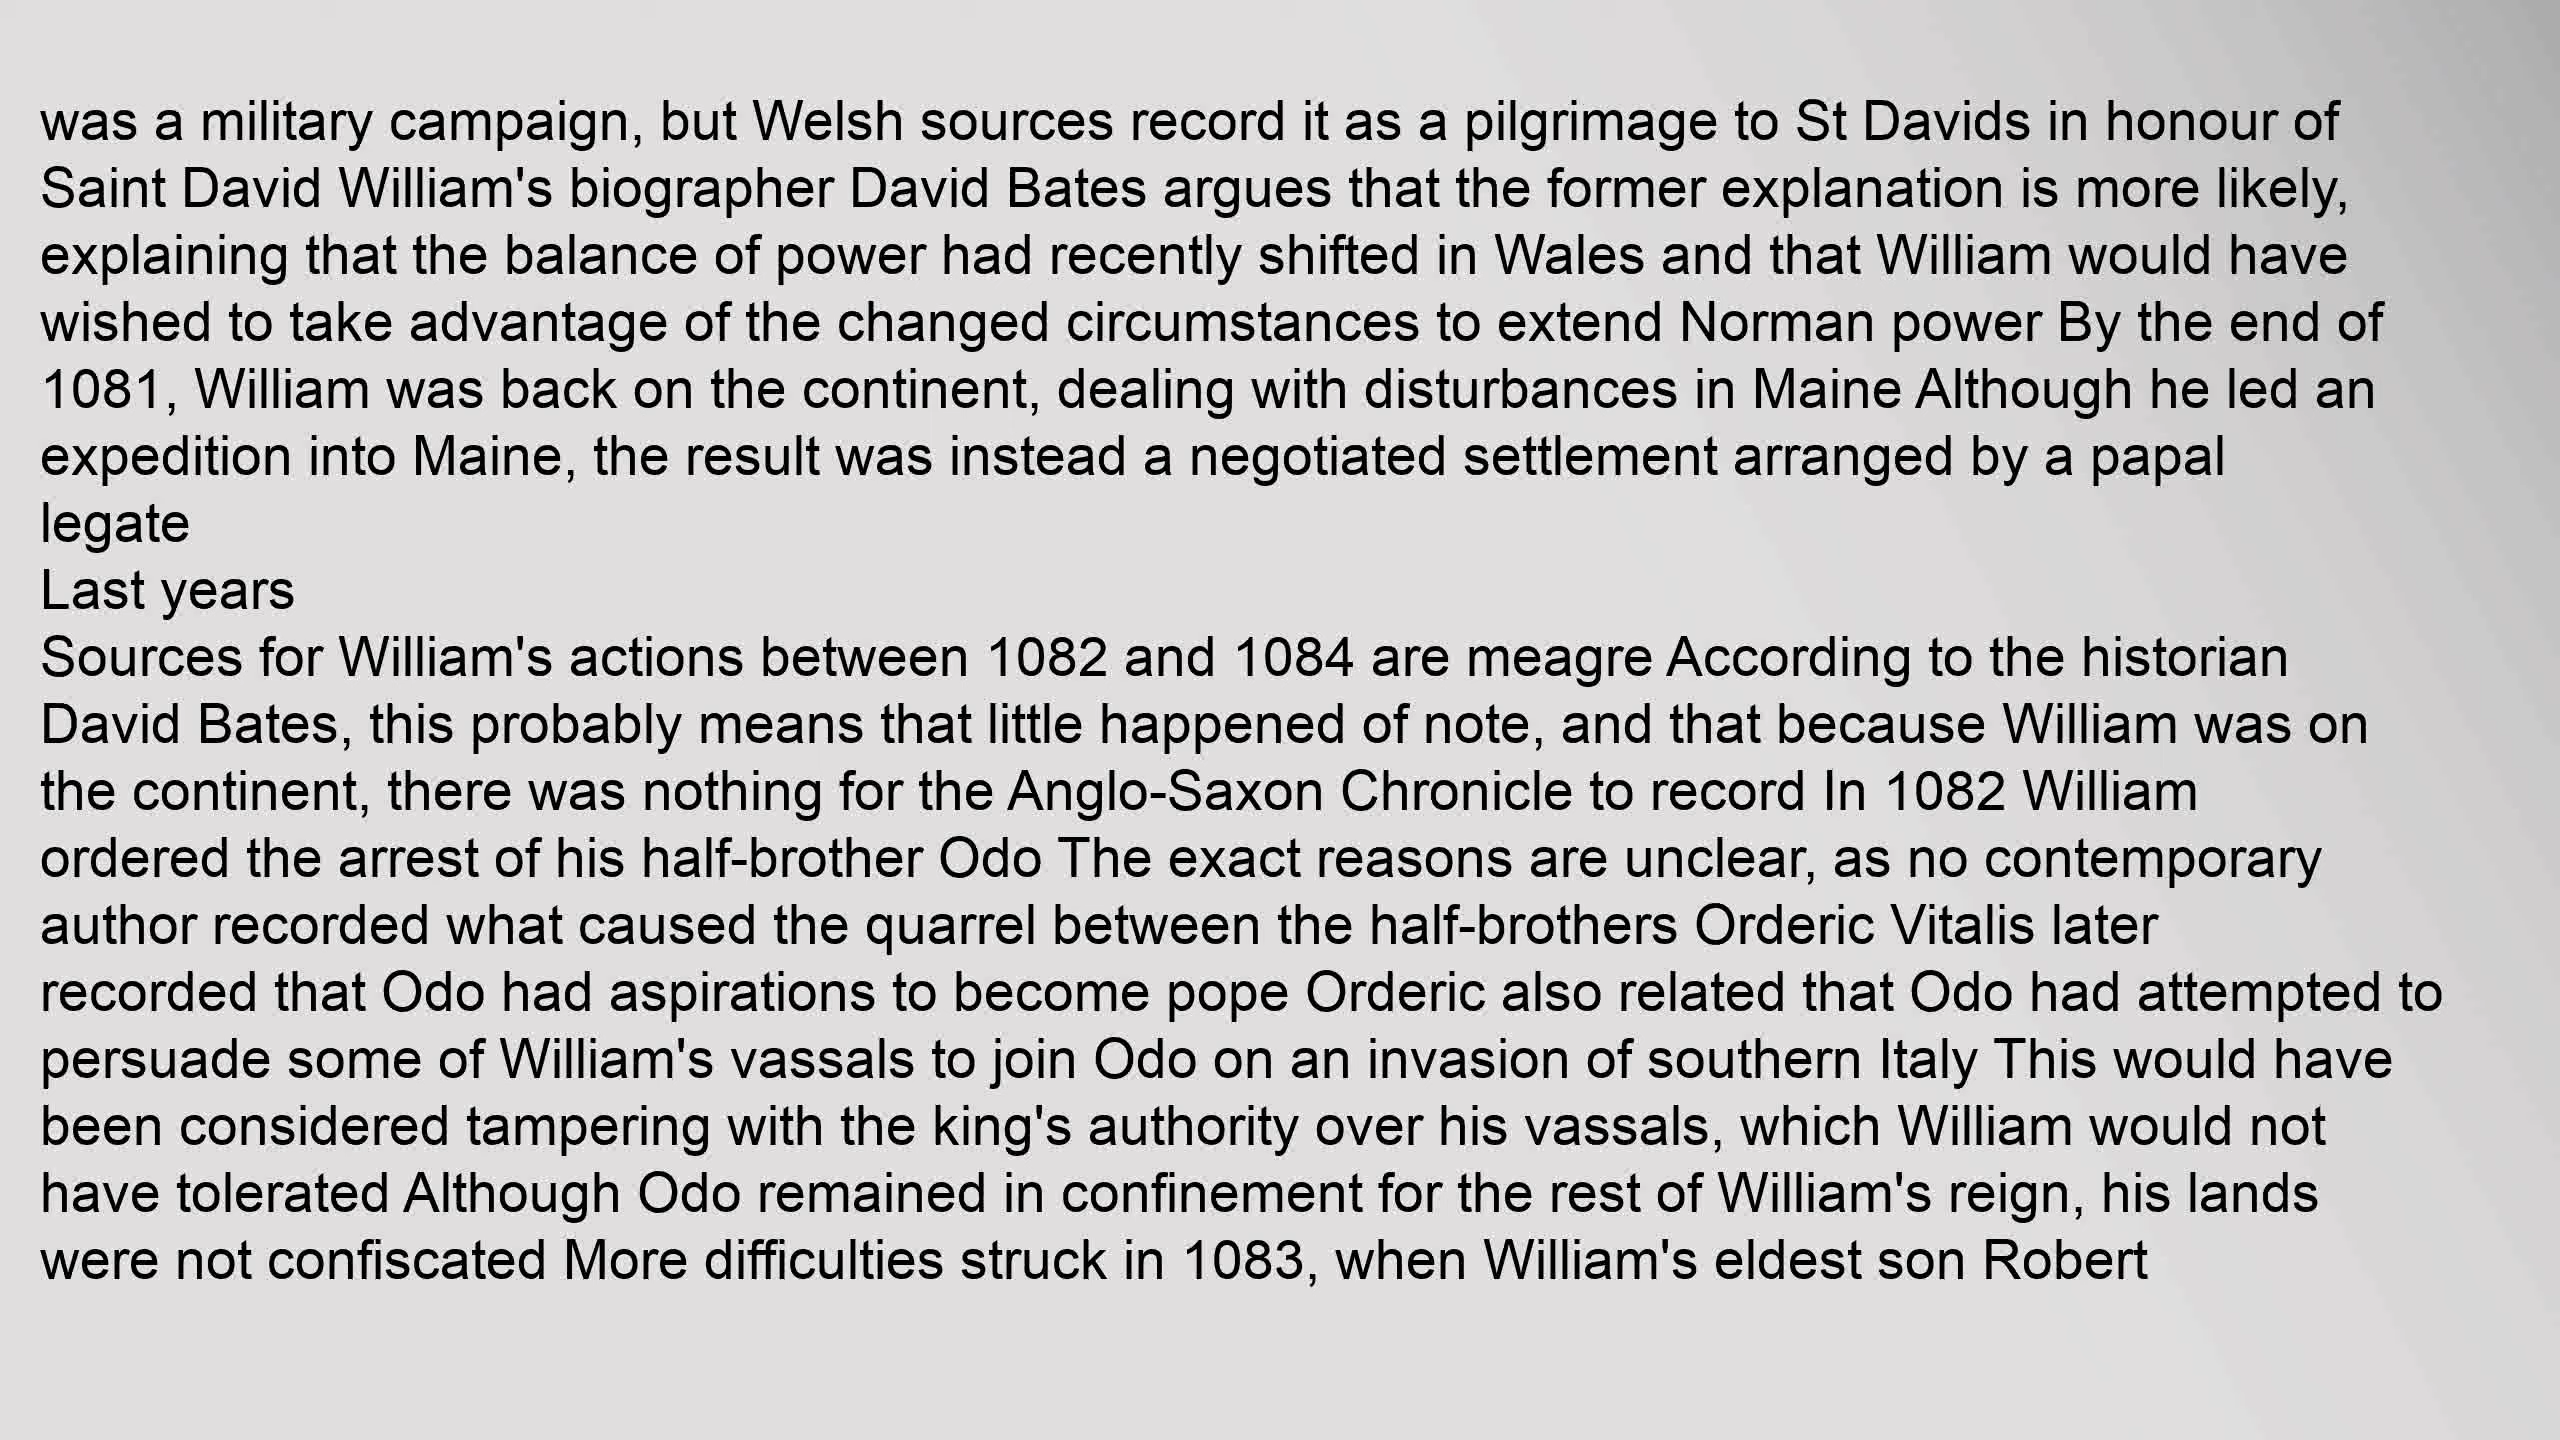 was a military campaign, but Welsh sources record it as a pilgrimage to St Davids in honour of
Saint David William's biographer David Bates argues that the former explanation is more likely,
explaining that the balance of power had recently shifted in Wales and that William would have
wished to take advantage of the changed circumstances to extend Norman power By the end of
1081, William was back on the continent, dealing with disturbances in Maine Although he led an
expedition into Maine, the result was instead a negotiated settlement arranged by a papal
legate
Last years
Sources for William's actions between 1082 and 1084 are meagre According to the historian
David Bates, this probably means that little happened of note, and that because William was on
the continent, there was nothing for the Anglo-Saxon Chronicle to record In 1082 William
ordered the arrest of his half-brother Odo The exact reasons are unclear, as no contemporary
author recorded what caused the quarrel between the half-brothers Orderic Vitalis later
recorded that Odo had aspirations to become pope Orderic also related that Odo had attempted to
persuade some of William's vassals to join Odo on an invasion of southern Italy This would have
been considered tampering with the king's authority over his vassals, which William would not
have tolerated Although Odo remained in confinement for the rest of William's reign, his lands
were not confiscated More difficulties struck in 1083, when William's eldest son Robert